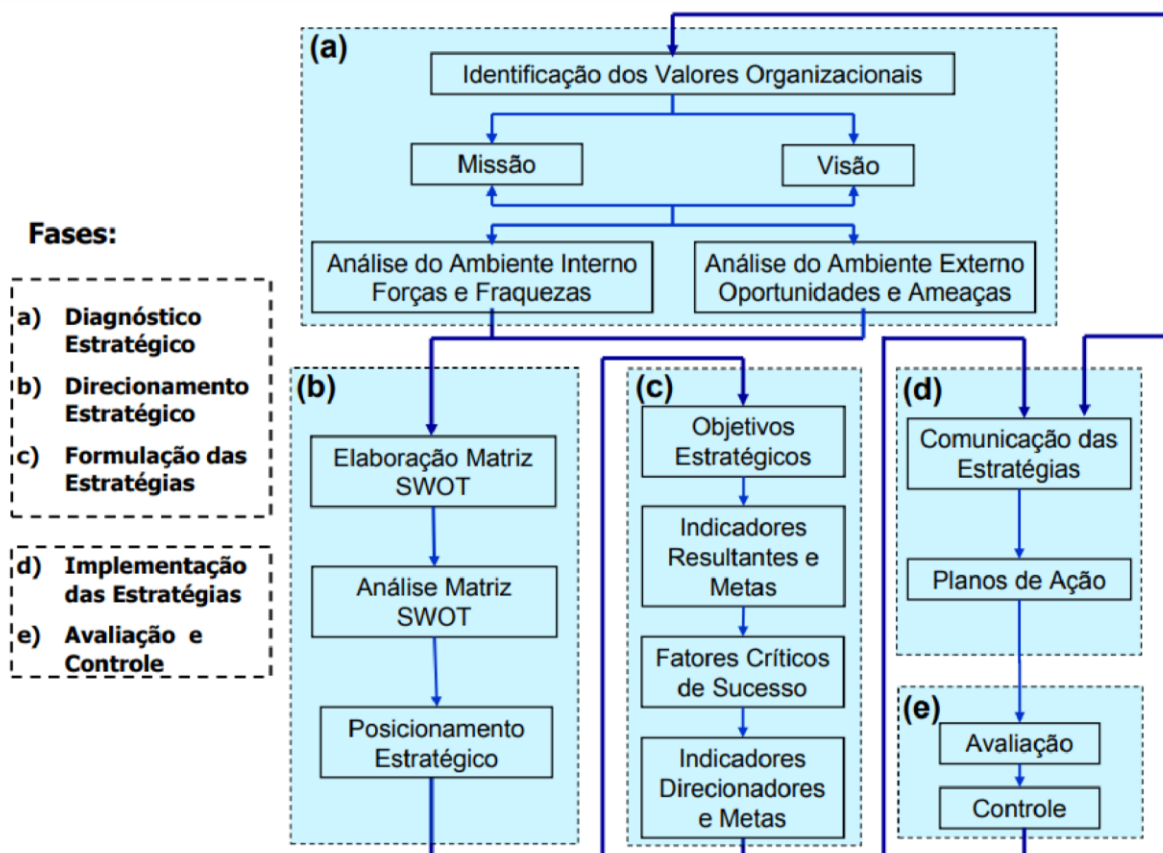 (a)
Identificação dos Valores Organizacionais
Missão
Visão
Análise do Ambiente Interno
Forças e Fraquezas
Análise do Ambiente Externo
Oportunidades e Ameaças
Fases:
a) Diagnóstico
Estratégico
b) Direcionamento
Estratégico
c) Formulação das
Estratégias
d) Implementação
das Estratégias
e) Avaliação e
Controle
(b)
Elaboração Matriz
SWOT
Análise Matriz
SWOT
Posicionamento
Estratégico
(c)
Objetivos
Estratégicos
Indicadores
Resultantes e
Metas
Fatores Críticos
de Sucesso
Indicadores
Direcionadores
e Metas
(d)
Comunicação das
Estratégias
Planos de Ação
(e)
Avaliação
Controle